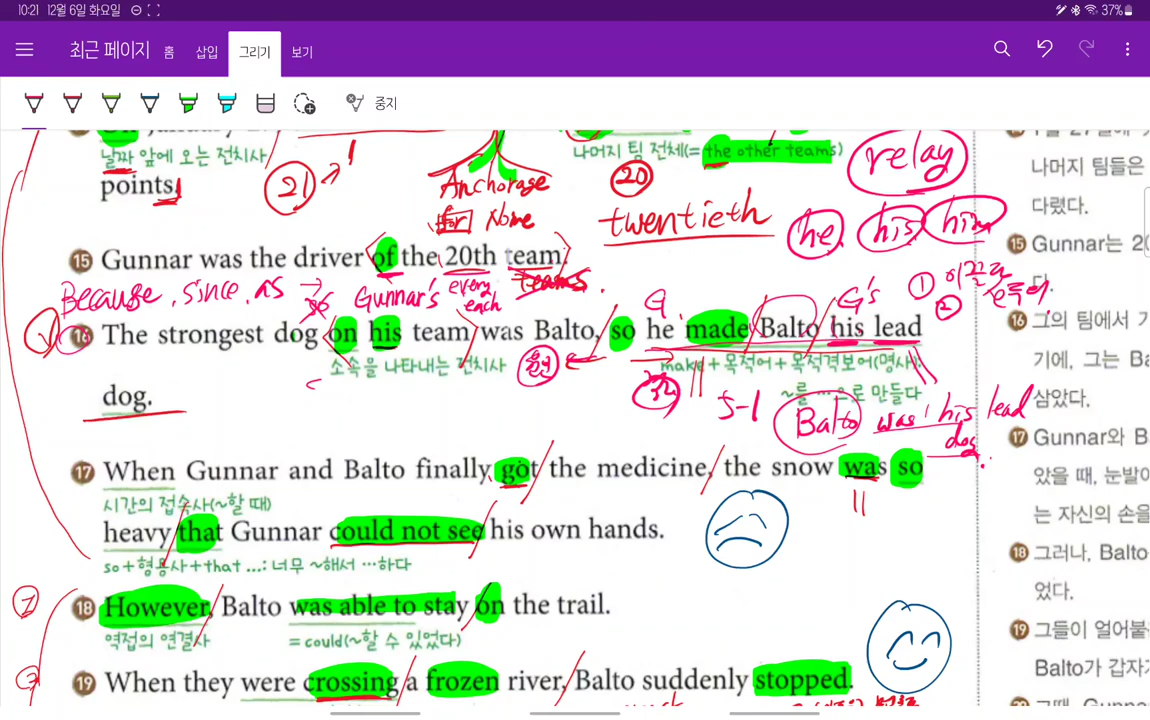 10:21 12월 6일 화요일
37%
최근 페이지 홈 삽입 그리기 보기
중지
날짜 앞에 오는 전치사
나머지 팀 전체(= the other teams)
relay
나머지 팀들은
points.
21
Anchorage
20
다렸다.
Nome
twentieth
he his him
15 Gunnar was the driver of the 20th team.
15 Gunnar는
다.
Because, since, as → so Gunnar's every each teams.
G. G's ① 이끈
②
16 The strongest dog on his team was Balto, so he made Balto his lead
16 그의 팀에서
소속을 나타내는 전치사
원인
make + 목적어 + 목적격보어(명사):
기에, 그는 Ba
~를 …으로 만들다
dog.
5-1
Balto was his lead dog.
삼았다.
17 Gunnar와 B
17 When Gunnar and Balto finally got the medicine, the snow was so
았을 때, 눈발이
시간의 접속사(~할 때)
는 자신의 손을
heavy that Gunnar could not see his own hands.
18 그러나, Balto
so + 형용사 + that …: 너무 ~해서 …하다
었다.
18 However, Balto was able to stay on the trail.
역접의 연결사
= could(~할 수 있었다)
19 그들이 얼어붙
Balto가 갑자
19 When they were crossing a frozen river, Balto suddenly stopped.